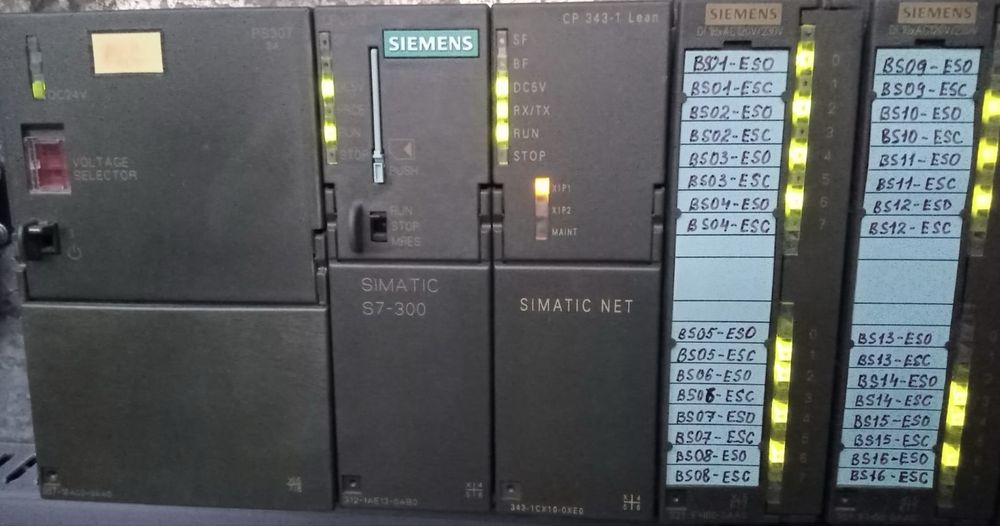 PS307
DC24V
VOLTAGE
SELECTOR
SIEMENS
RUN
STOP
PUSH
RUN
STOP
MRES
SIMATIC
S7-300
312-1AE13-0AB0
CP 343-1 Lean
SF
BF
DC5V
RX/TX
RUN
STOP
X1P1
X1P2
MAINT
SIMATIC NET
343-1CX10-0XE0
SIEMENS
BS01-ESO
BS01-ESC
BS02-ESO
BS02-ESC
BS03-ESO
BS03-ESC
BS04-ESO
BS04-ESC
BS05-ESO
BS05-ESC
BS06-ESO
BS06-ESC
BS07-ESO
BS07-ESC
BS08-ESO
BS08-ESC
SIEMENS
BS09-ESO
BS09-ESC
BS10-ESO
BS10-ESC
BS11-ESO
BS11-ESC
BS12-ESO
BS12-ESC
BS13-ESO
BS13-ESC
BS14-ESO
BS14-ESC
BS15-ESO
BS15-ESC
BS16-ESO
BS16-ESC